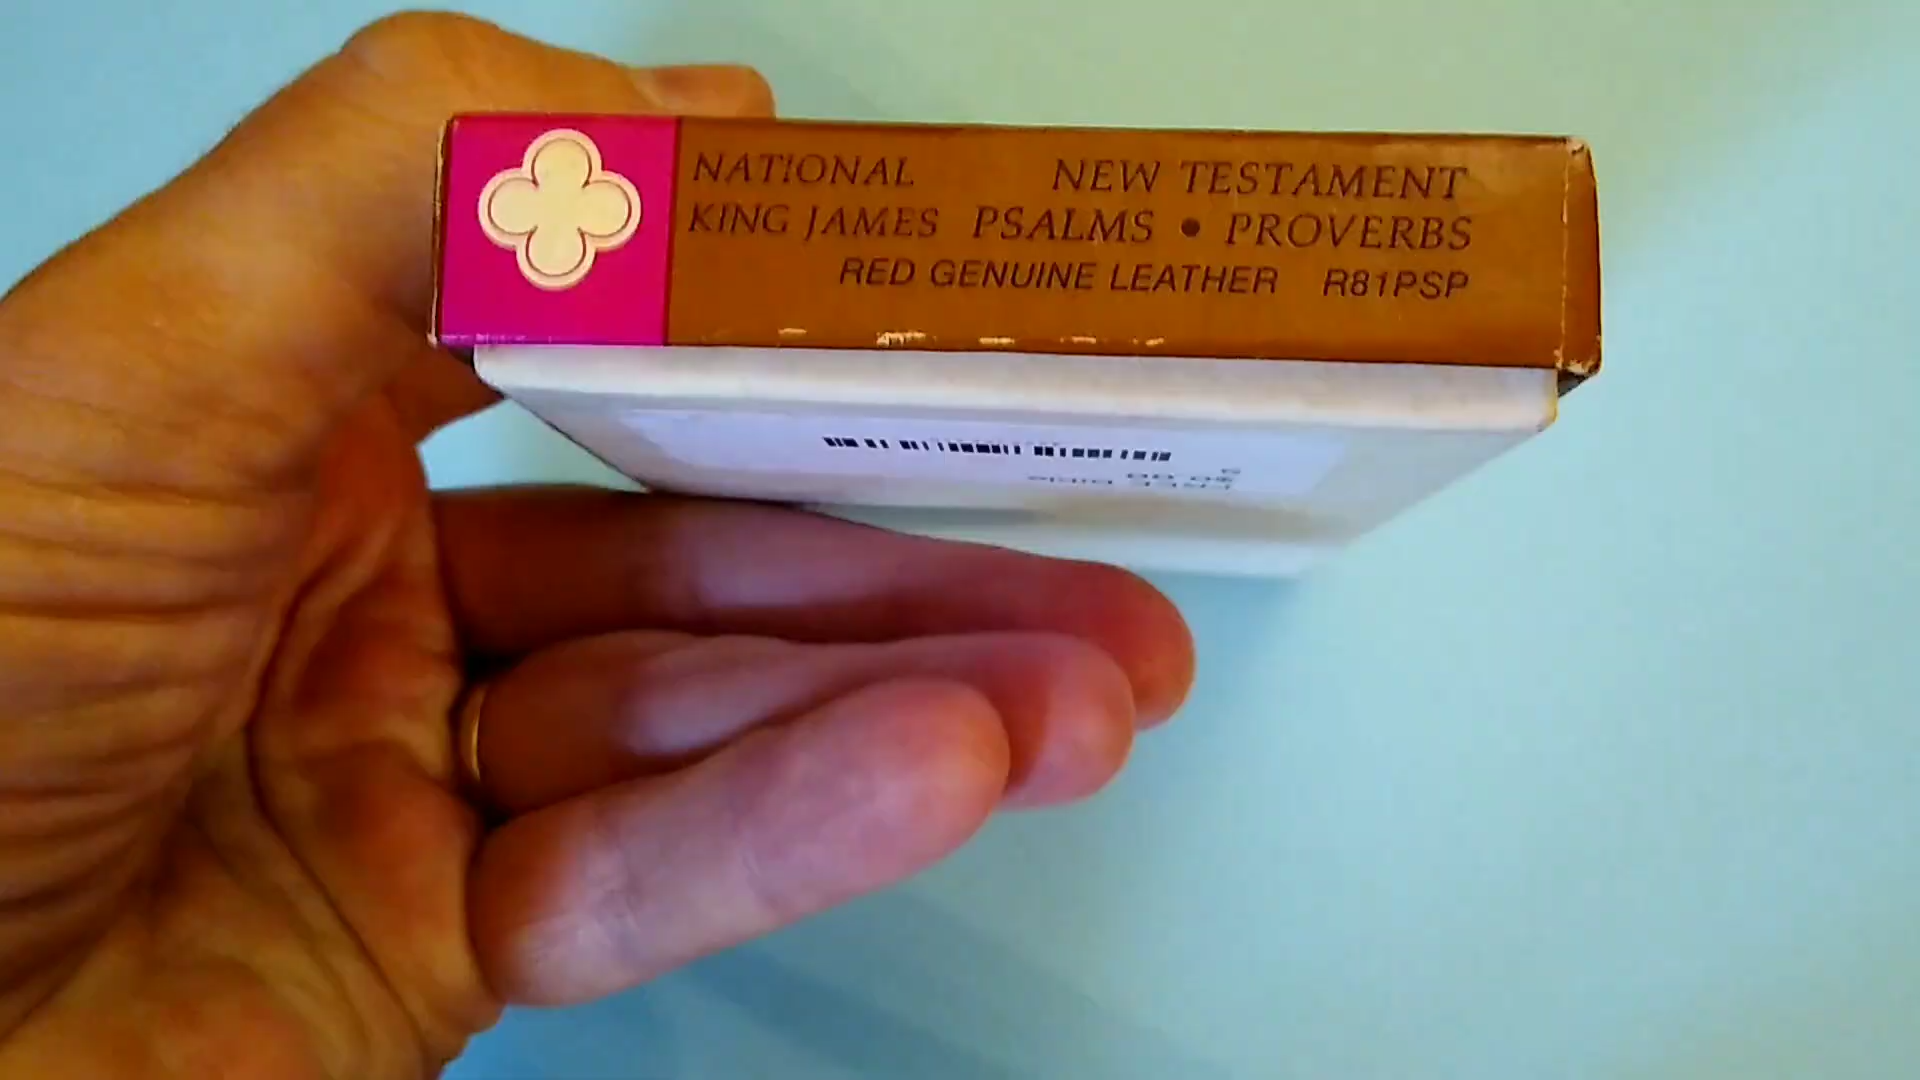 NATIONAL NEW TESTAMENT
KING JAMES PSALMS • PROVERBS
RED GENUINE LEATHER R81PSP